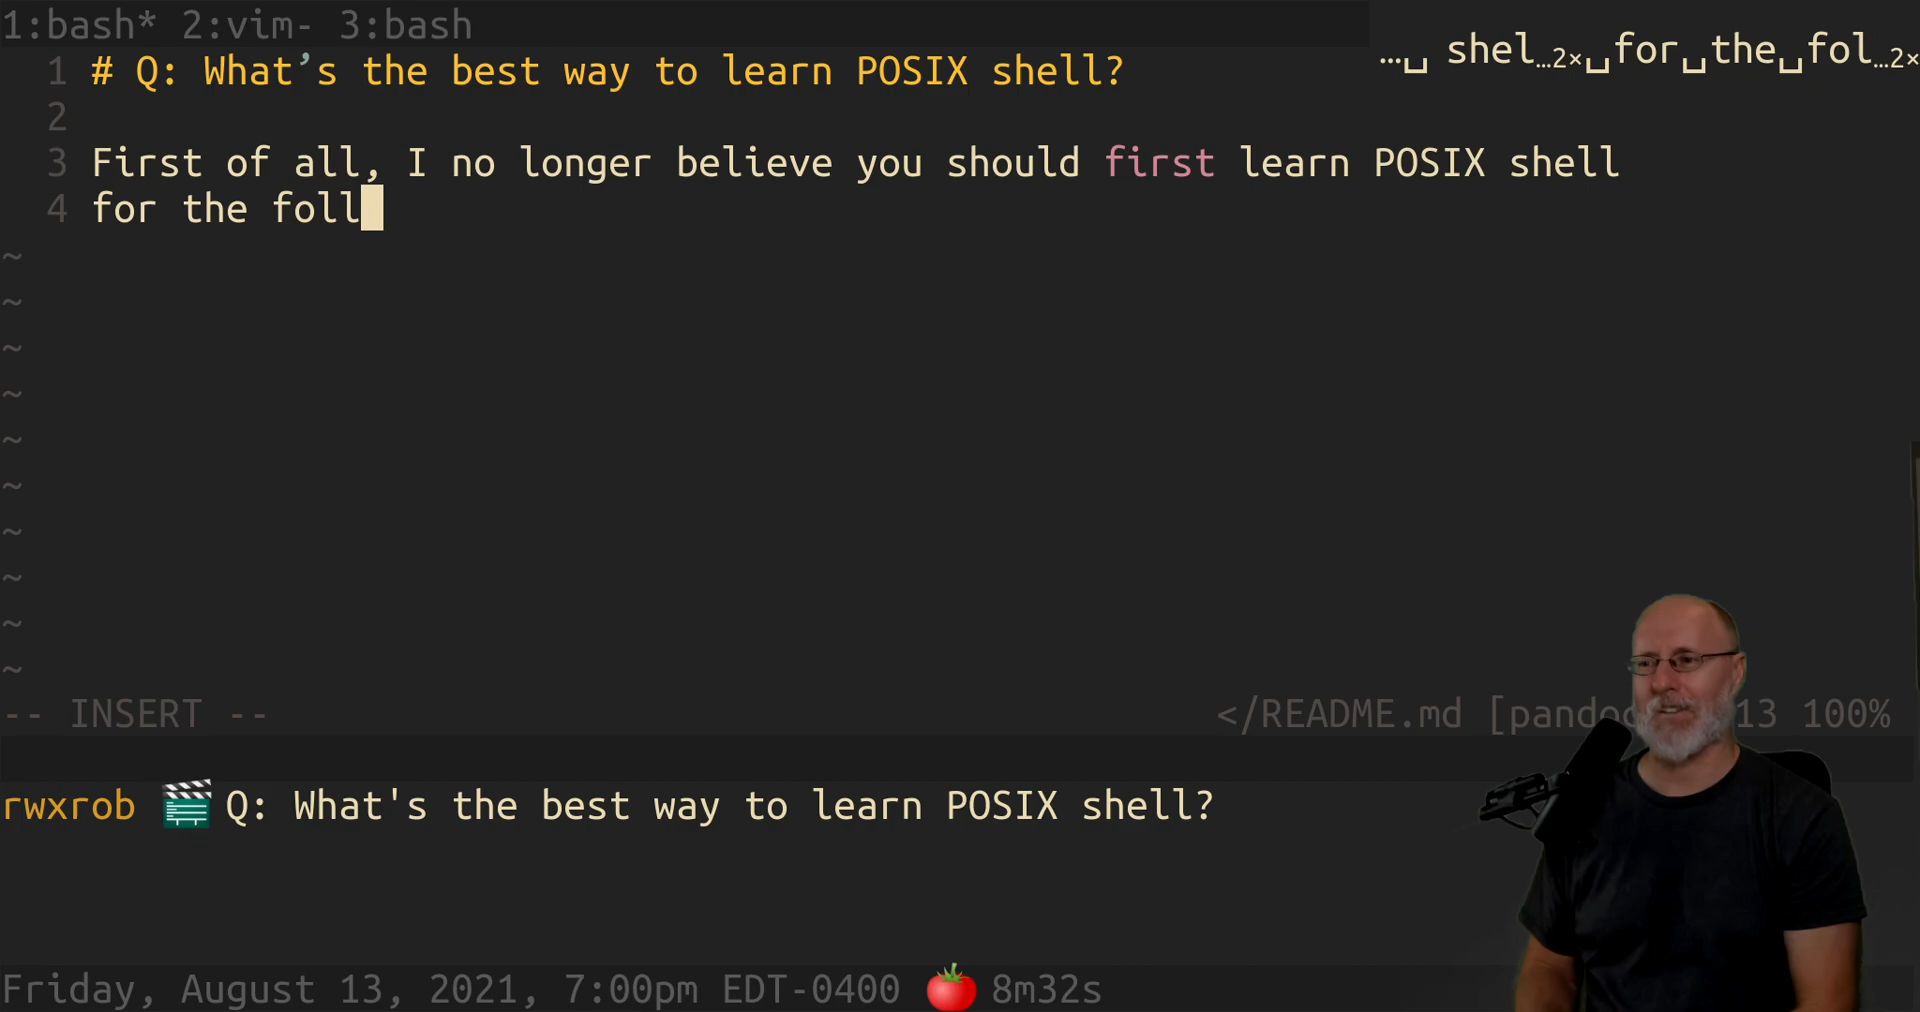 1:bash* 2:vim- 3:bash
…␣ shel…2×␣for␣the␣fol…2×
1 # Q: What’s the best way to learn POSIX shell?
2
3 First of all, I no longer believe you should first learn POSIX shell
4 for the foll
~
~
~
~
~
~
~
~
~
~
-- INSERT -- </README.md [pandoc 13 100%
rwxrob 🎬 Q: What's the best way to learn POSIX shell?
Friday, August 13, 2021, 7:00pm EDT-0400 🍅 8m32s